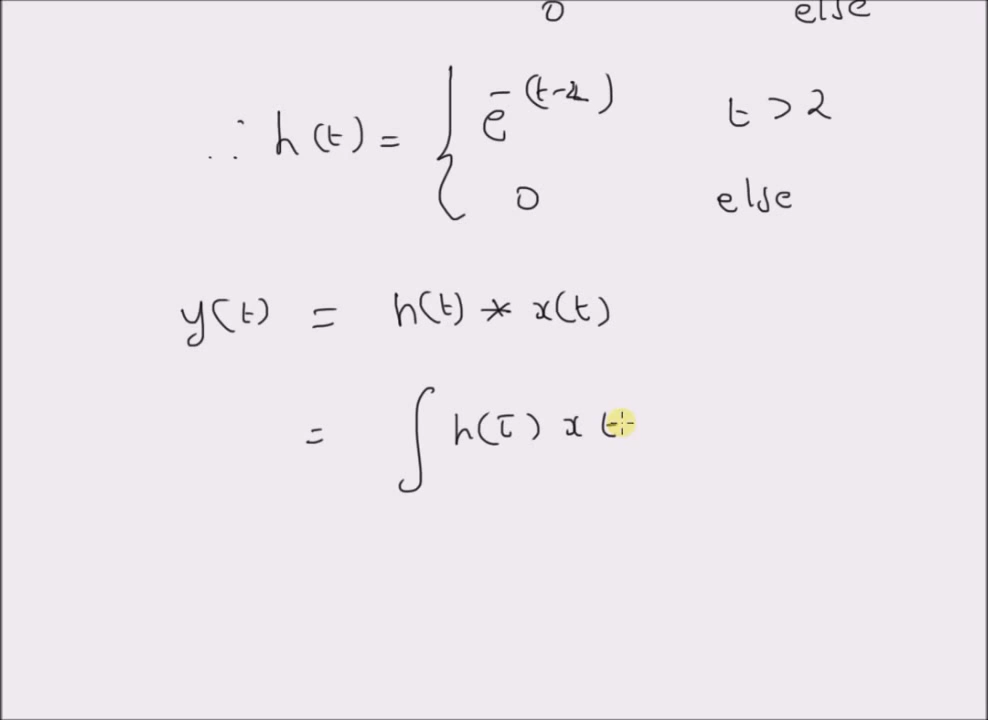 0 else
∴ h(t) = { e^-(t-2) t > 2
0 else
y(t) = h(t) * x(t)
= ∫ h(τ) x (